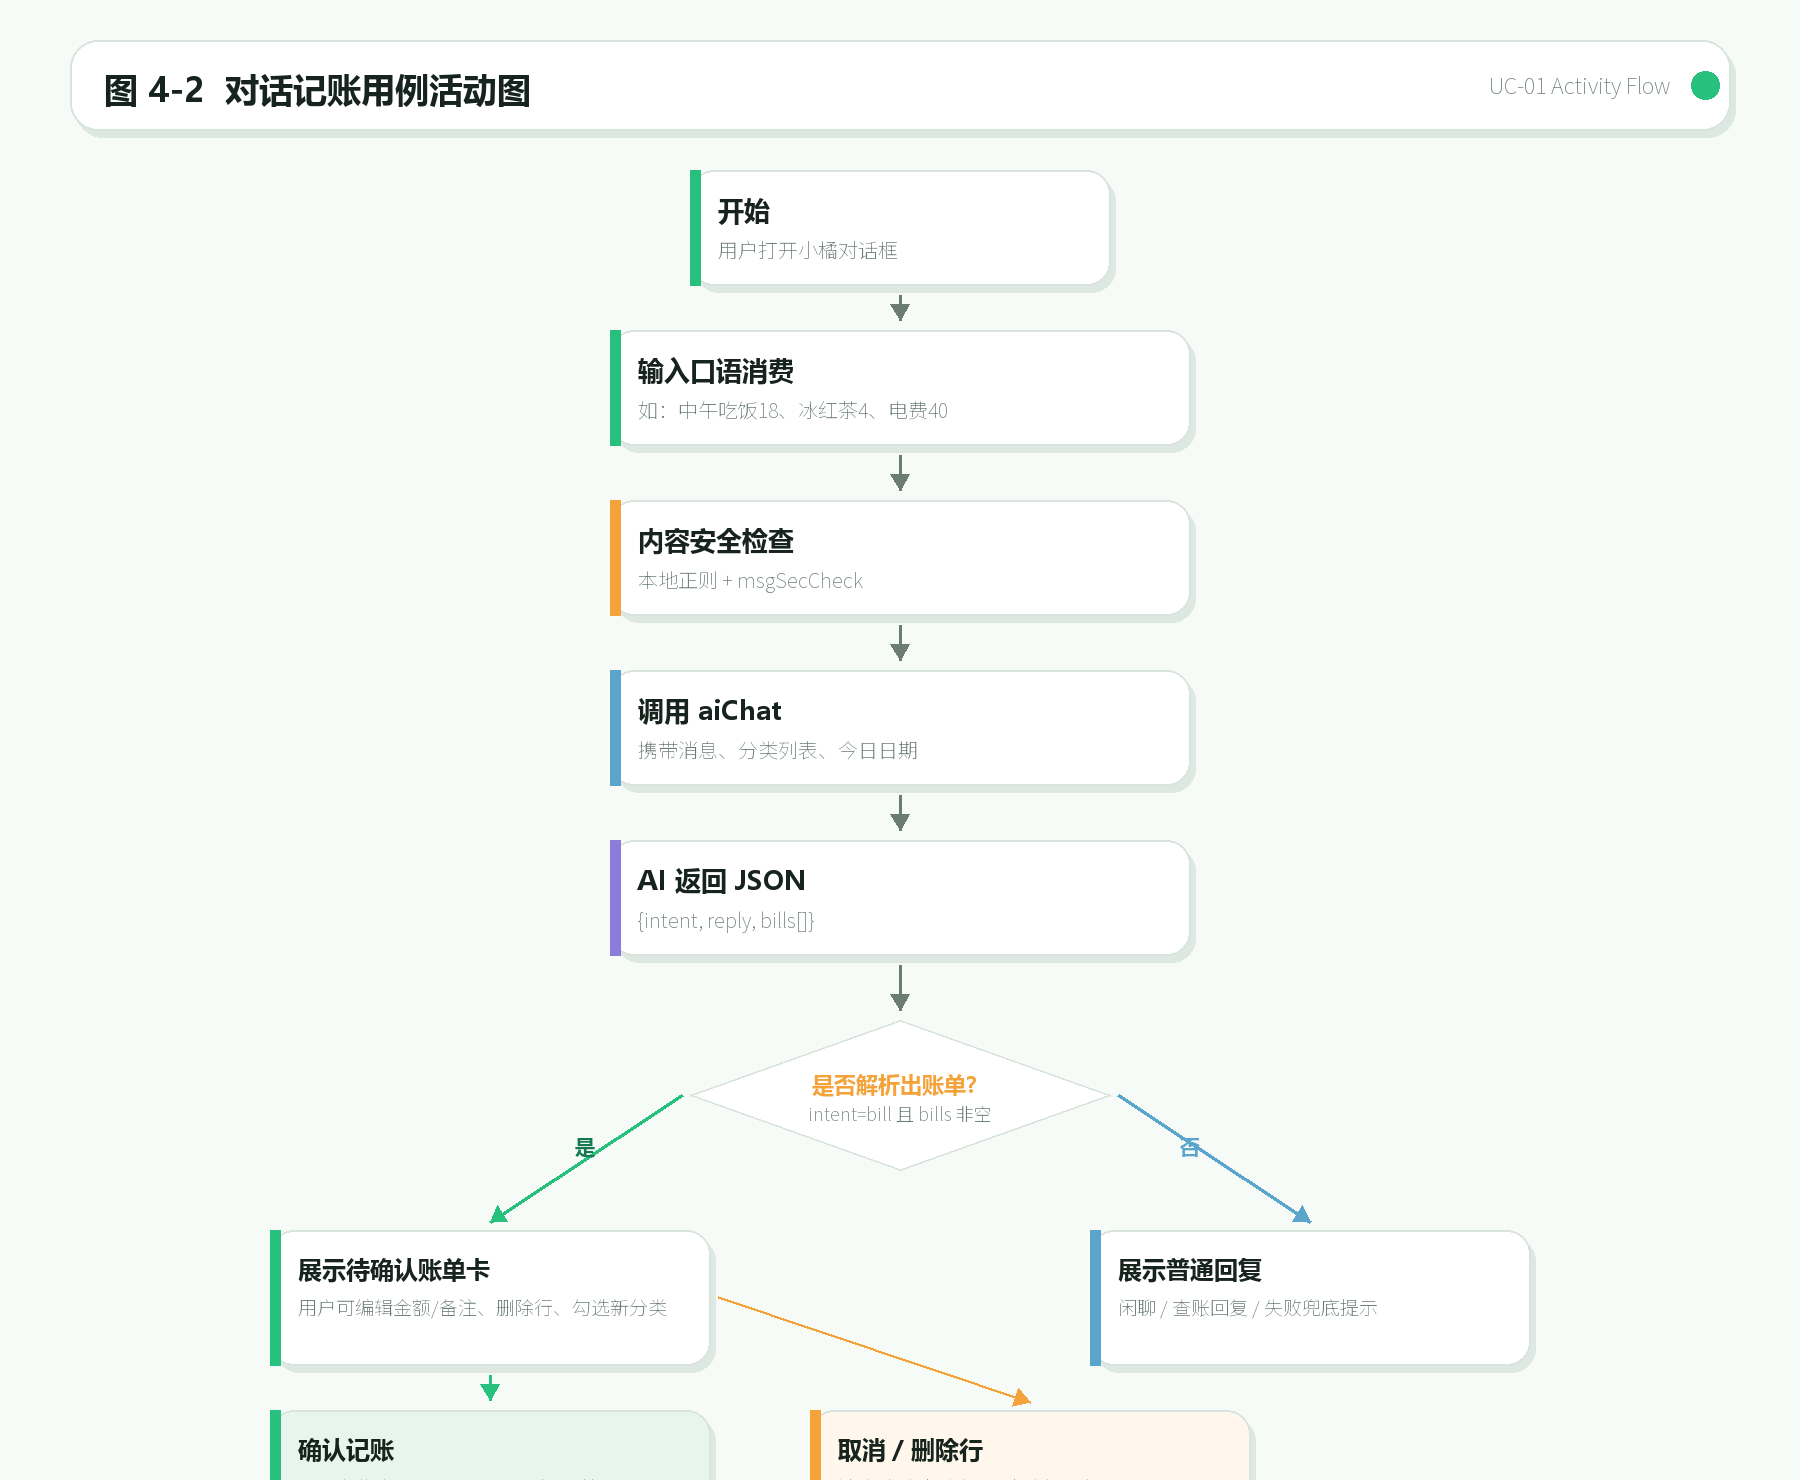 图 4-2 对话记账用例活动图
UC-01 Activity Flow
开始
用户打开小橘对话框
输入口语消费
如：中午吃饭18、冰红茶4、电费40
内容安全检查
本地正则 + msgSecCheck
调用 aiChat
携带消息、分类列表、今日日期
AI 返回 JSON
{intent, reply, bills[]}
是否解析出账单?
intent=bill 且 bills 非空
是
否
展示待确认账单卡
用户可编辑金额/备注、删除行、勾选新分类
展示普通回复
闲聊 / 查账回复 / 失败兜底提示
确认记账
取消 / 删除行